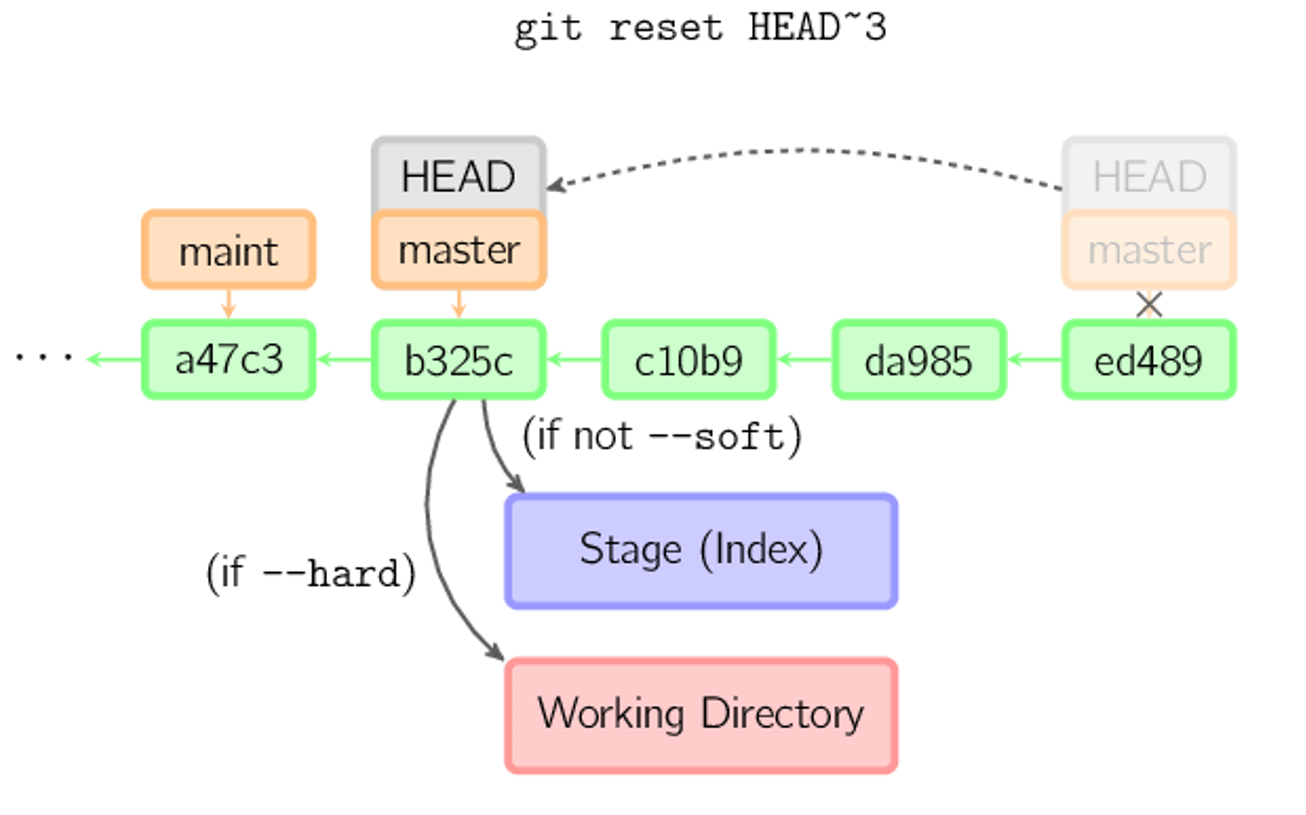 git reset HEAD~3
HEAD HEAD
maint master master
··· a47c3 b325c c10b9 da985 ed489
(if not --soft)
Stage (Index)
(if --hard)
Working Directory